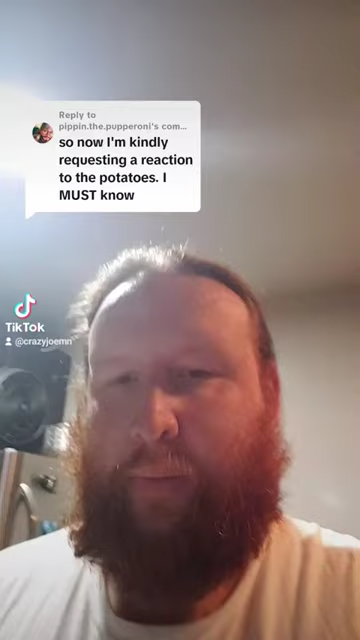 Reply to
pippin.the.pupperoni's com...
so now I'm kindly
requesting a reaction
to the potatoes. I
MUST know
TikTok
@crazyjoemn